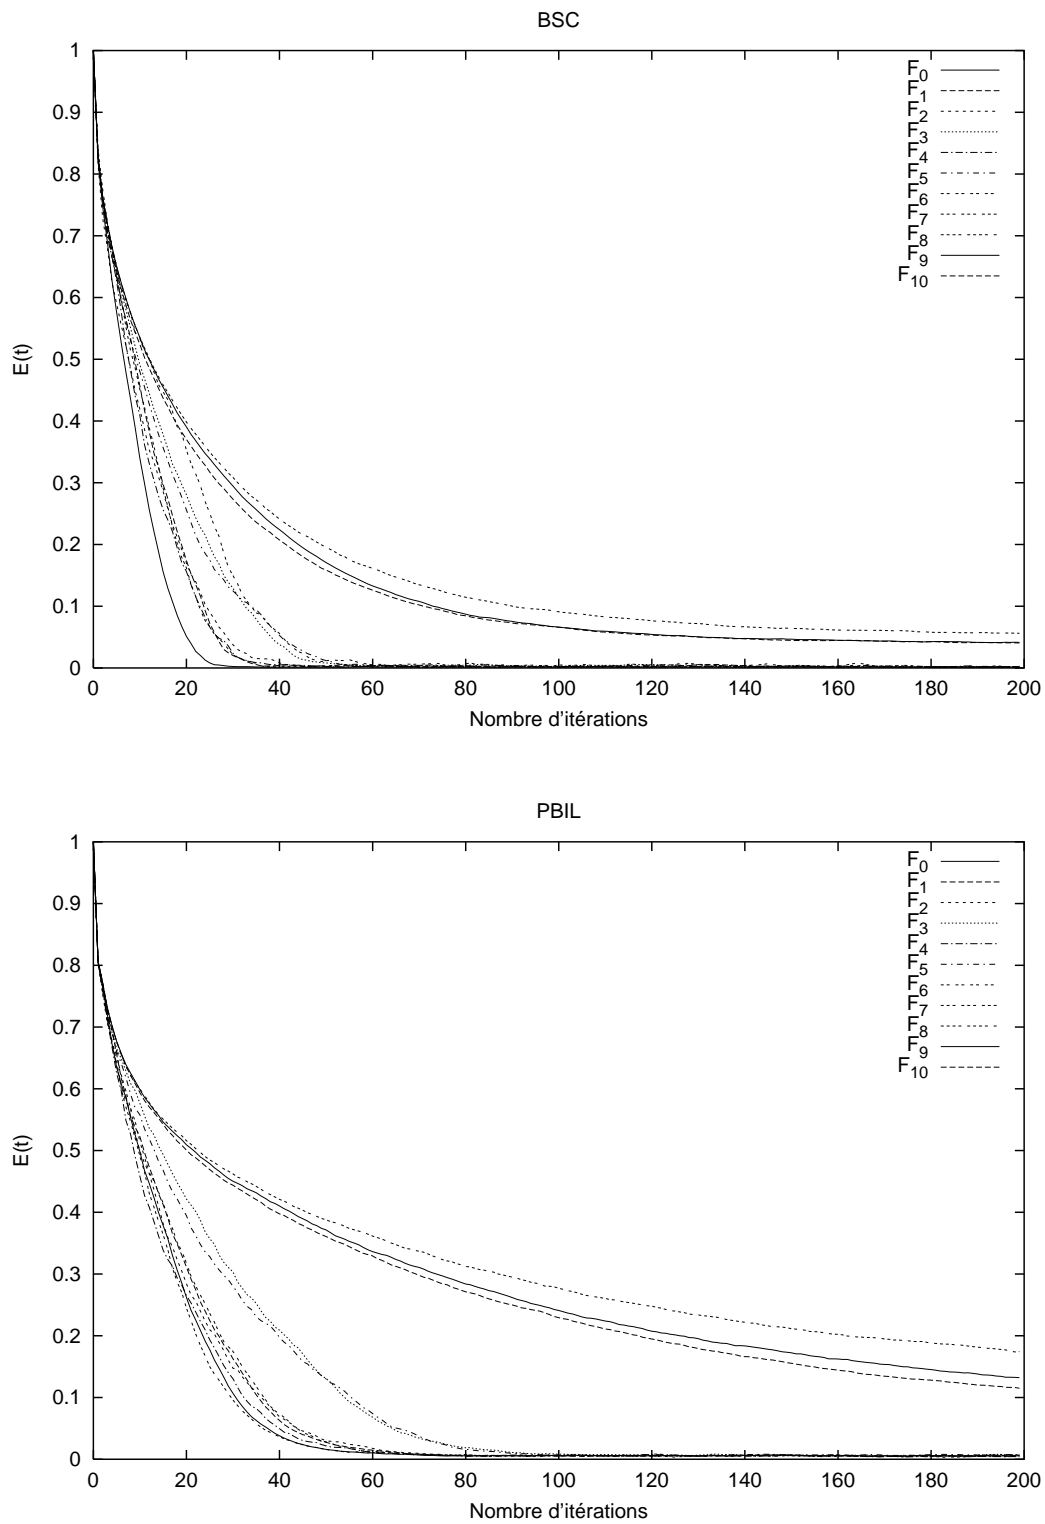 BSC
1
0.9
0.8
0.7
0.6
0.5
0.4
0.3
0.2
0.1
0
E(t)
0 20 40 60 80 100 120 140 160 180 200
Nombre d'itérations
F0
F1
F2
F3
F4
F5
F6
F7
F8
F9
F10
PBIL
1
0.9
0.8
0.7
0.6
0.5
0.4
0.3
0.2
0.1
0
E(t)
0 20 40 60 80 100 120 140 160 180 200
Nombre d'itérations
F0
F1
F2
F3
F4
F5
F6
F7
F8
F9
F10